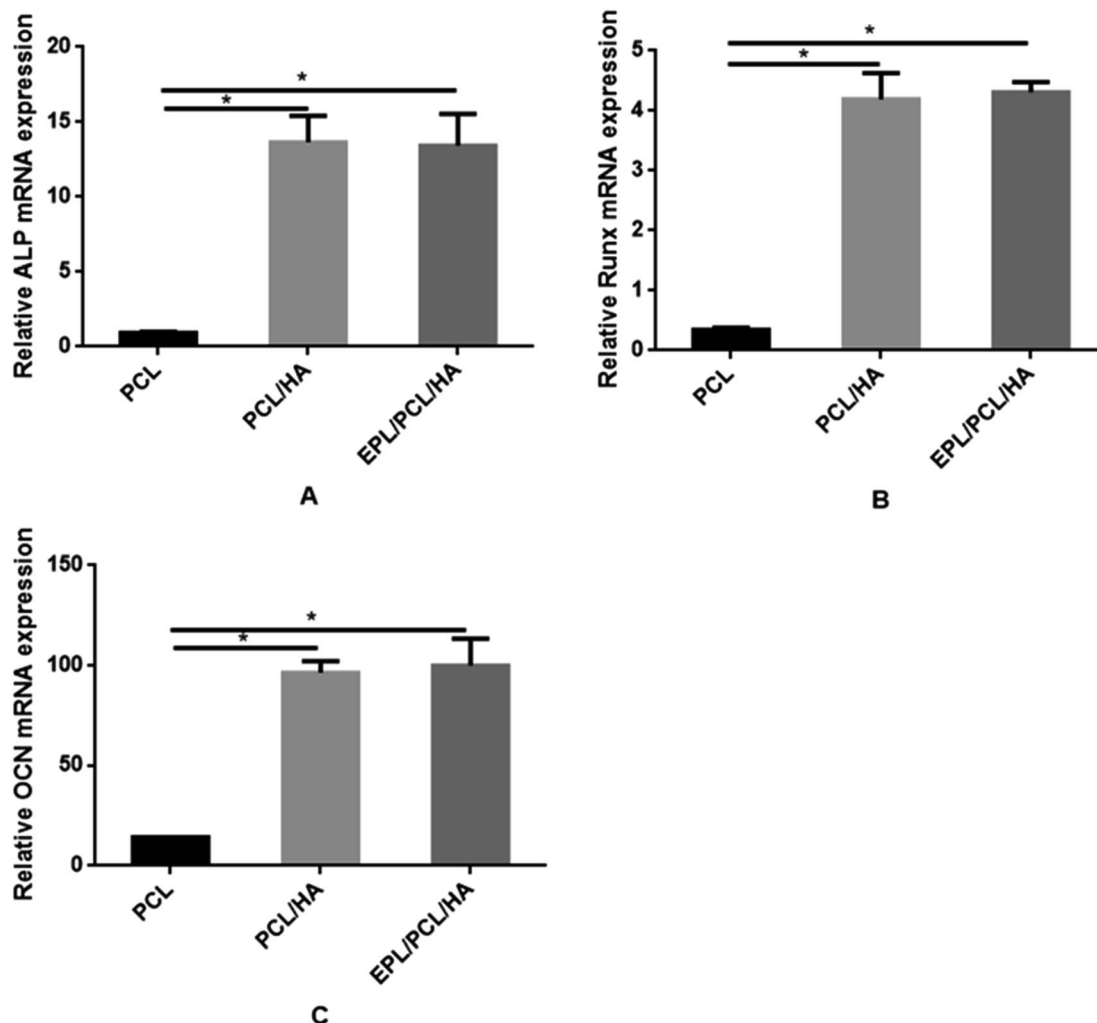 Relative ALP mRNA expression
20
15
10
5
0
*
*
PCL
PCL/HA
EPL/PCL/HA
A
Relative Runx mRNA expression
5
4
3
2
1
0
*
*
PCL
PCL/HA
EPL/PCL/HA
B
Relative OCN mRNA expression
150
100
50
0
*
*
PCL
PCL/HA
EPL/PCL/HA
C